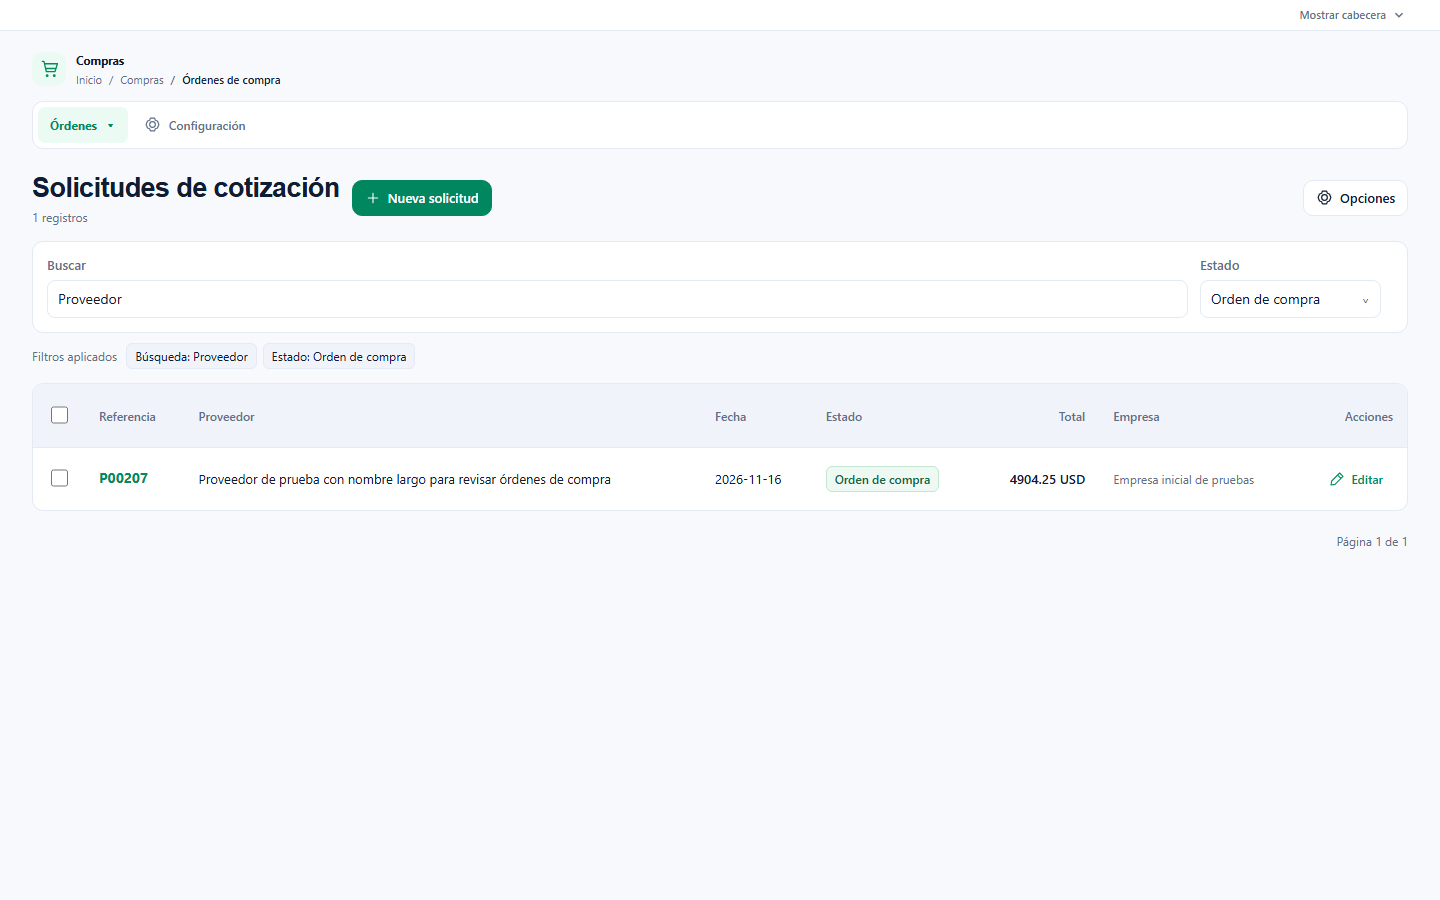 Mostrar cabecera
Compras
Inicio / Compras / Órdenes de compra
Órdenes Configuración
Solicitudes de cotización
Nueva solicitud
Opciones
1 registros
Buscar
Estado
Proveedor
Orden de compra
Filtros aplicados Búsqueda: Proveedor Estado: Orden de compra
Referencia Proveedor Fecha Estado Total Empresa Acciones
P00207 Proveedor de prueba con nombre largo para revisar órdenes de compra 2026-11-16 Orden de compra 4904.25 USD Empresa inicial de pruebas Editar
Página 1 de 1